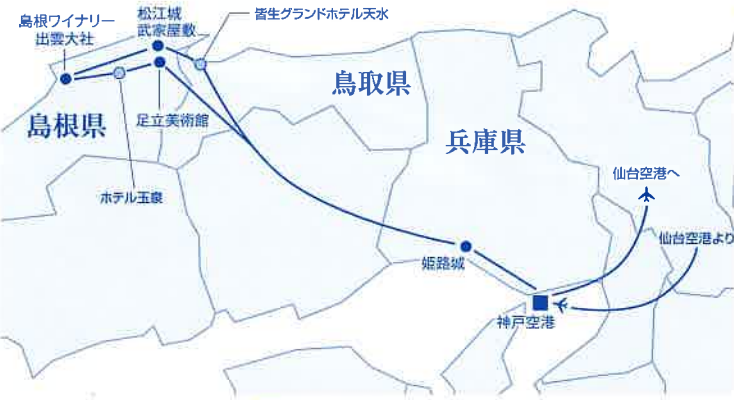 島根ワイナリー
出雲大社
松江城
武家屋敷
皆生グランドホテル天水
鳥取県
島根県
足立美術館
兵庫県
ホテル玉泉
仙台空港へ
仙台空港より
姫路城
神戸空港